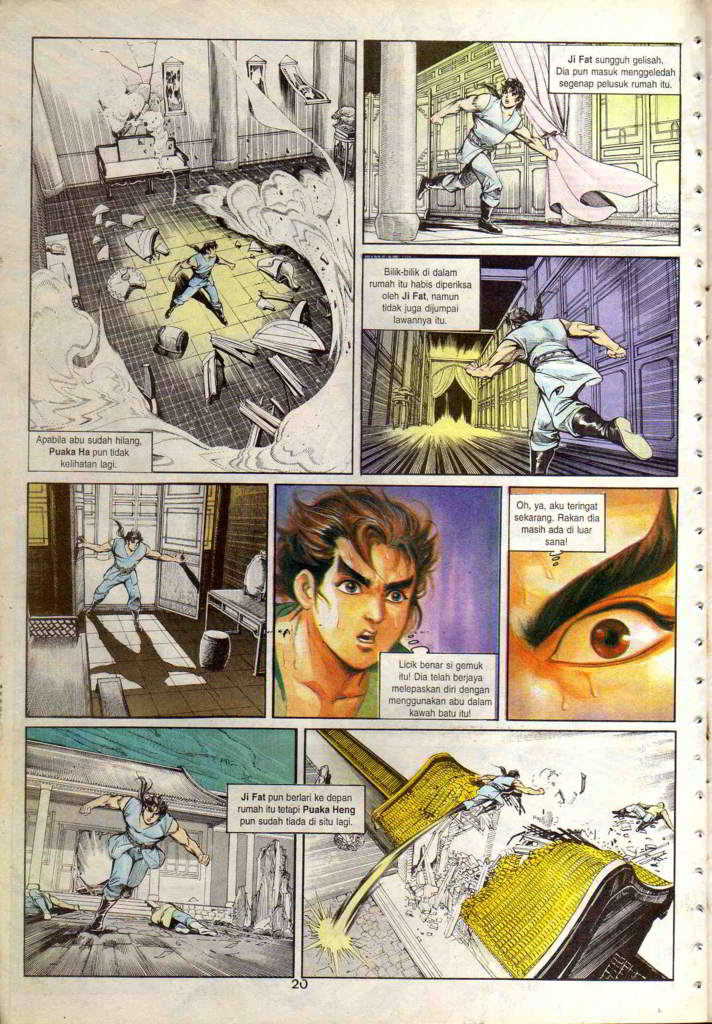 Apabila abu sudah hilang,
Puaka Ha pun tidak
kelihatan lagi.
Ji Fat sungguh gelisah.
Dia pun masuk menggeledah
segenap pelusuk rumah itu.
Bilik-bilik di dalam
rumah itu habis diperiksa
oleh Ji Fat, namun
tidak juga dijumpai
lawannya itu.
Licik benar si gemuk
itu! Dia telah berjaya
melepaskan diri dengan
menggunakan abu dalam
kawah batu itu!
Oh, ya, aku teringat
sekarang. Rakan dia
masih ada di luar
sana!
Ji Fat pun berlari ke depan
rumah itu tetapi Puaka Heng
pun sudah tiada di situ lagi.
20